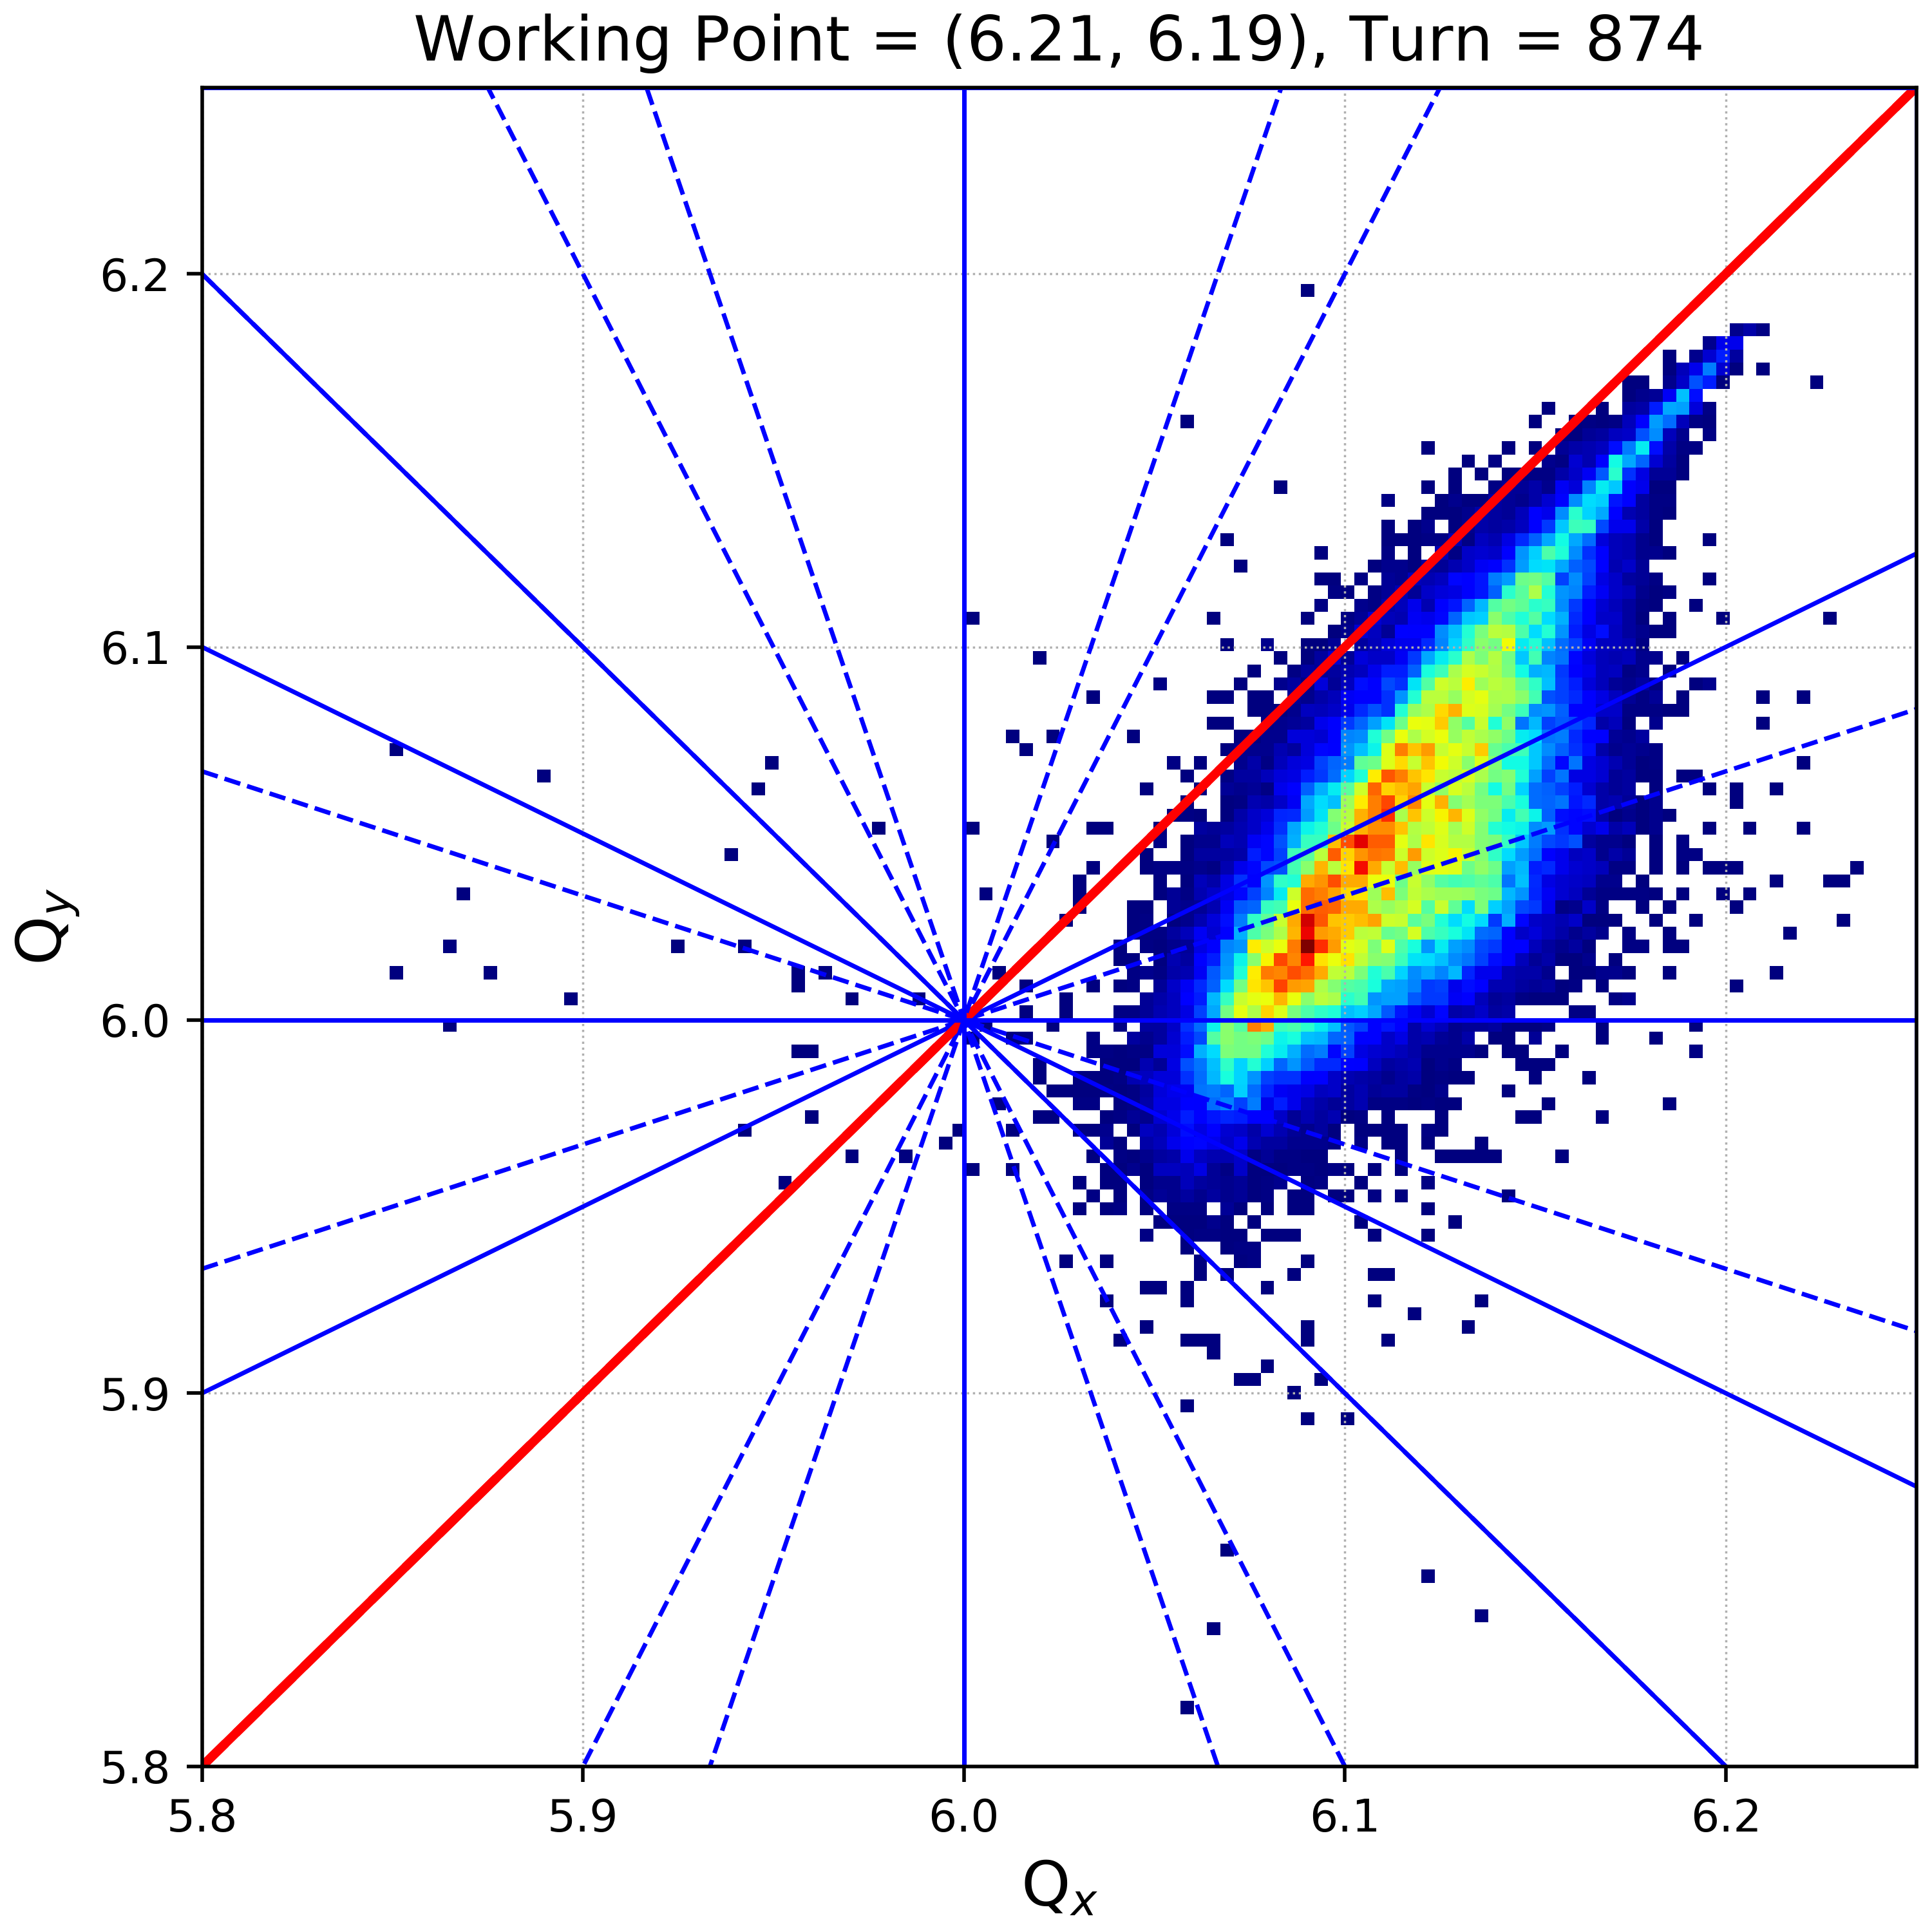 Working Point = (6.21, 6.19), Turn = 874
6.2
6.1
6.0
5.9
5.8
Qy
5.8 5.9 6.0 6.1 6.2
Qx